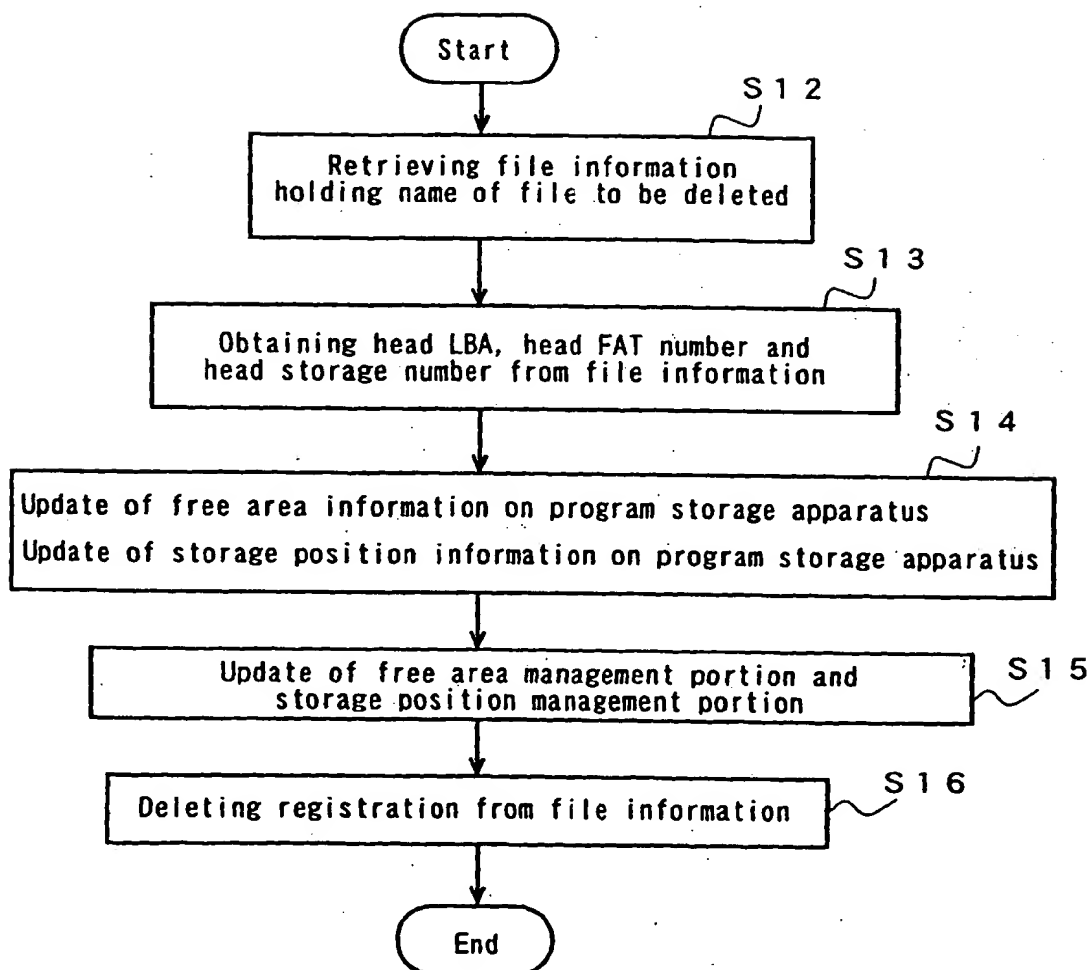 Start
S12
Retrieving file information
holding name of file to be deleted
S13
Obtaining head LBA, head FAT number and
head storage number from file information
S14
Update of free area information on program storage apparatus
Update of storage position information on program storage apparatus
S15
Update of free area management portion and
storage position management portion
S16
Deleting registration from file information
End